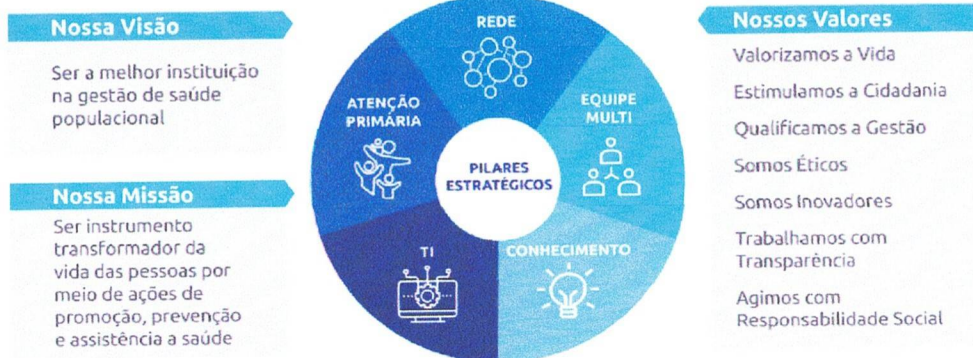 Nossa Visão
Ser a melhor instituição
na gestão de saúde
populacional
Nossa Missão
Ser instrumento
transformador da
vida das pessoas por
meio de ações de
promoção, prevenção
e assistência a saúde
REDE
ATENÇÃO
PRIMÁRIA
EQUIPE
MULTI
PILARES
ESTRATÉGICOS
TI
CONHECIMENTO
Nossos Valores
Valorizamos a Vida
Estimulamos a Cidadania
Qualificamos a Gestão
Somos Éticos
Somos Inovadores
Trabalhamos com
Transparência
Agimos com
Responsabilidade Social